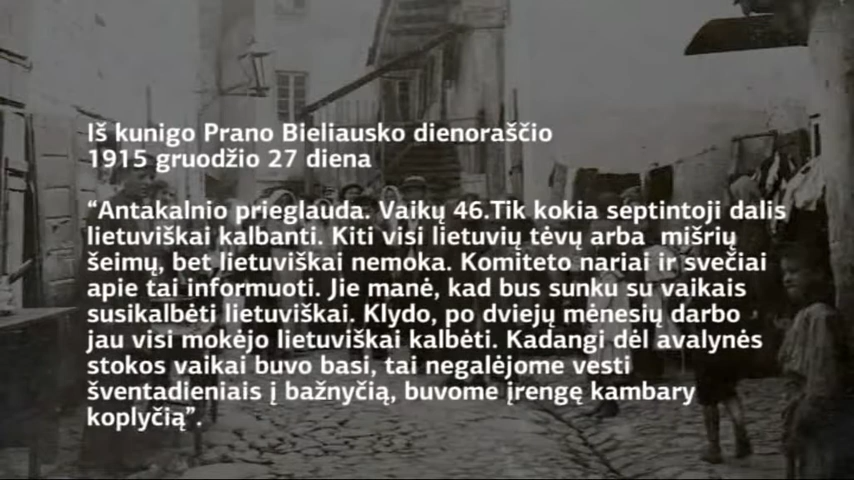 Iš kunigo Prano Bieliausko dienoraščio
1915 gruodžio 27 diena
“Antakalnio prieglauda. Vaikų 46.Tik kokia septintoji dalis
lietuviškai kalbanti. Kiti visi lietuvių tėvų arba  mišrių
šeimų, bet lietuviškai nemoka. Komiteto nariai ir svečiai
apie tai informuoti. Jie manė, kad bus sunku su vaikais
susikalbėti lietuviškai. Klydo, po dviejų mėnesių darbo
jau visi mokėjo lietuviškai kalbėti. Kadangi dėl avalynės
stokos vaikai buvo basi, tai negalėjome vesti
šventadieniais į bažnyčią, buvome įrengę kambary
koplyčią”.